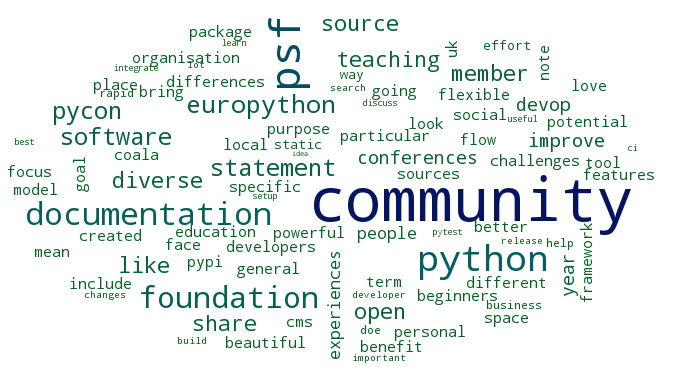 package
psf
source
learn
organisation
integrate
lot
teaching
uk
effort
note
member
way
place
rapid
bring
differences
search
going
flexible
love
pycon
europython
discuss
devop
potential
software
purpose
social
useful
local
static
particular
look
flow
improve
best
coala
idea
conferences
challenges
ci
tool
focus
goal
statement
sources
features
model
diverse
specific
setup
community
documentation
created
education
powerful
people
pytest
better
release
help
framework
mean
face
developers
python
year
like
pypi
general
include
changes
foundation
experiences
term
developer
beginners
different
business
share
cms
open
space
doe
personal
build
beautiful
benefit
important